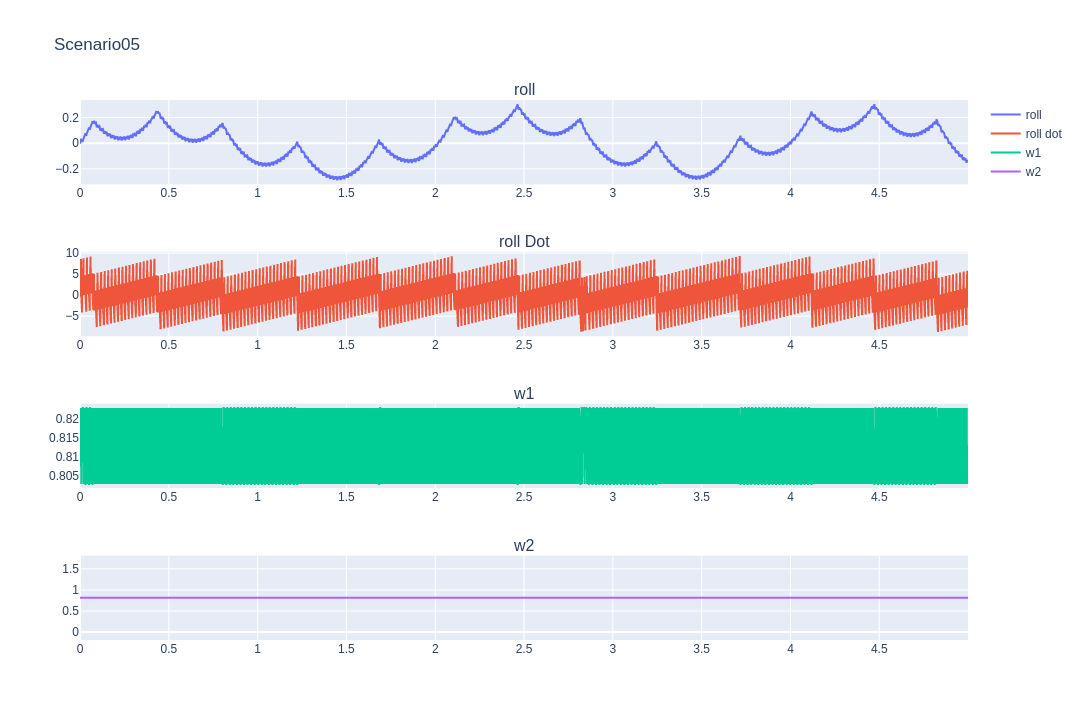 Scenario05
roll
0.2
0
−0.2
0 0.5 1 1.5 2 2.5 3 3.5 4 4.5
roll
roll dot
w1
w2
roll Dot
10
5
0
−5
0 0.5 1 1.5 2 2.5 3 3.5 4 4.5
w1
0.82
0.815
0.81
0.805
0 0.5 1 1.5 2 2.5 3 3.5 4 4.5
w2
1.5
1
0.5
0
0 0.5 1 1.5 2 2.5 3 3.5 4 4.5